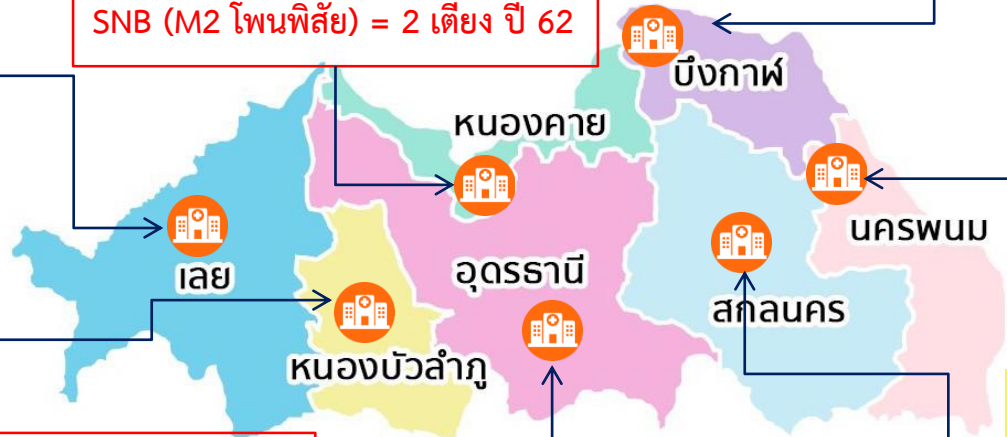 SNB (M2 โพนพิสัย) = 2 เตียง ปี 62
บึงกาฬ
หนองคาย
นครพนม
เลย
อุดรธานี
สกลนคร
หนองบัวลำภู